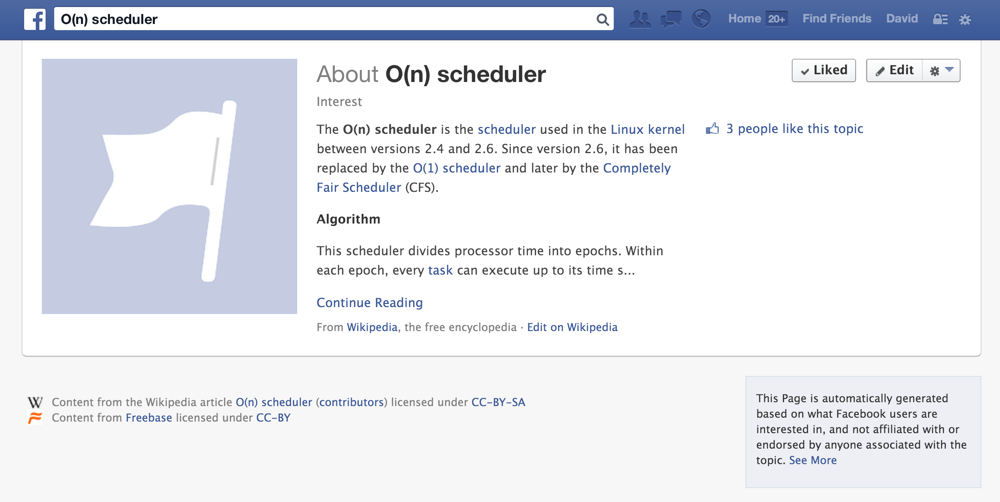 O(n) scheduler
Home 20+ Find Friends David
About O(n) scheduler
Liked
Edit
Interest
The O(n) scheduler is the scheduler used in the Linux kernel
between versions 2.4 and 2.6. Since version 2.6, it has been
replaced by the O(1) scheduler and later by the Completely
Fair Scheduler (CFS).
3 people like this topic
Algorithm
This scheduler divides processor time into epochs. Within
each epoch, every task can execute up to its time s...
Continue Reading
From Wikipedia, the free encyclopedia · Edit on Wikipedia
W Content from the Wikipedia article O(n) scheduler (contributors) licensed under CC-BY-SA
Content from Freebase licensed under CC-BY
This Page is automatically generated
based on what Facebook users are
interested in, and not affiliated with or
endorsed by anyone associated with the
topic. See More